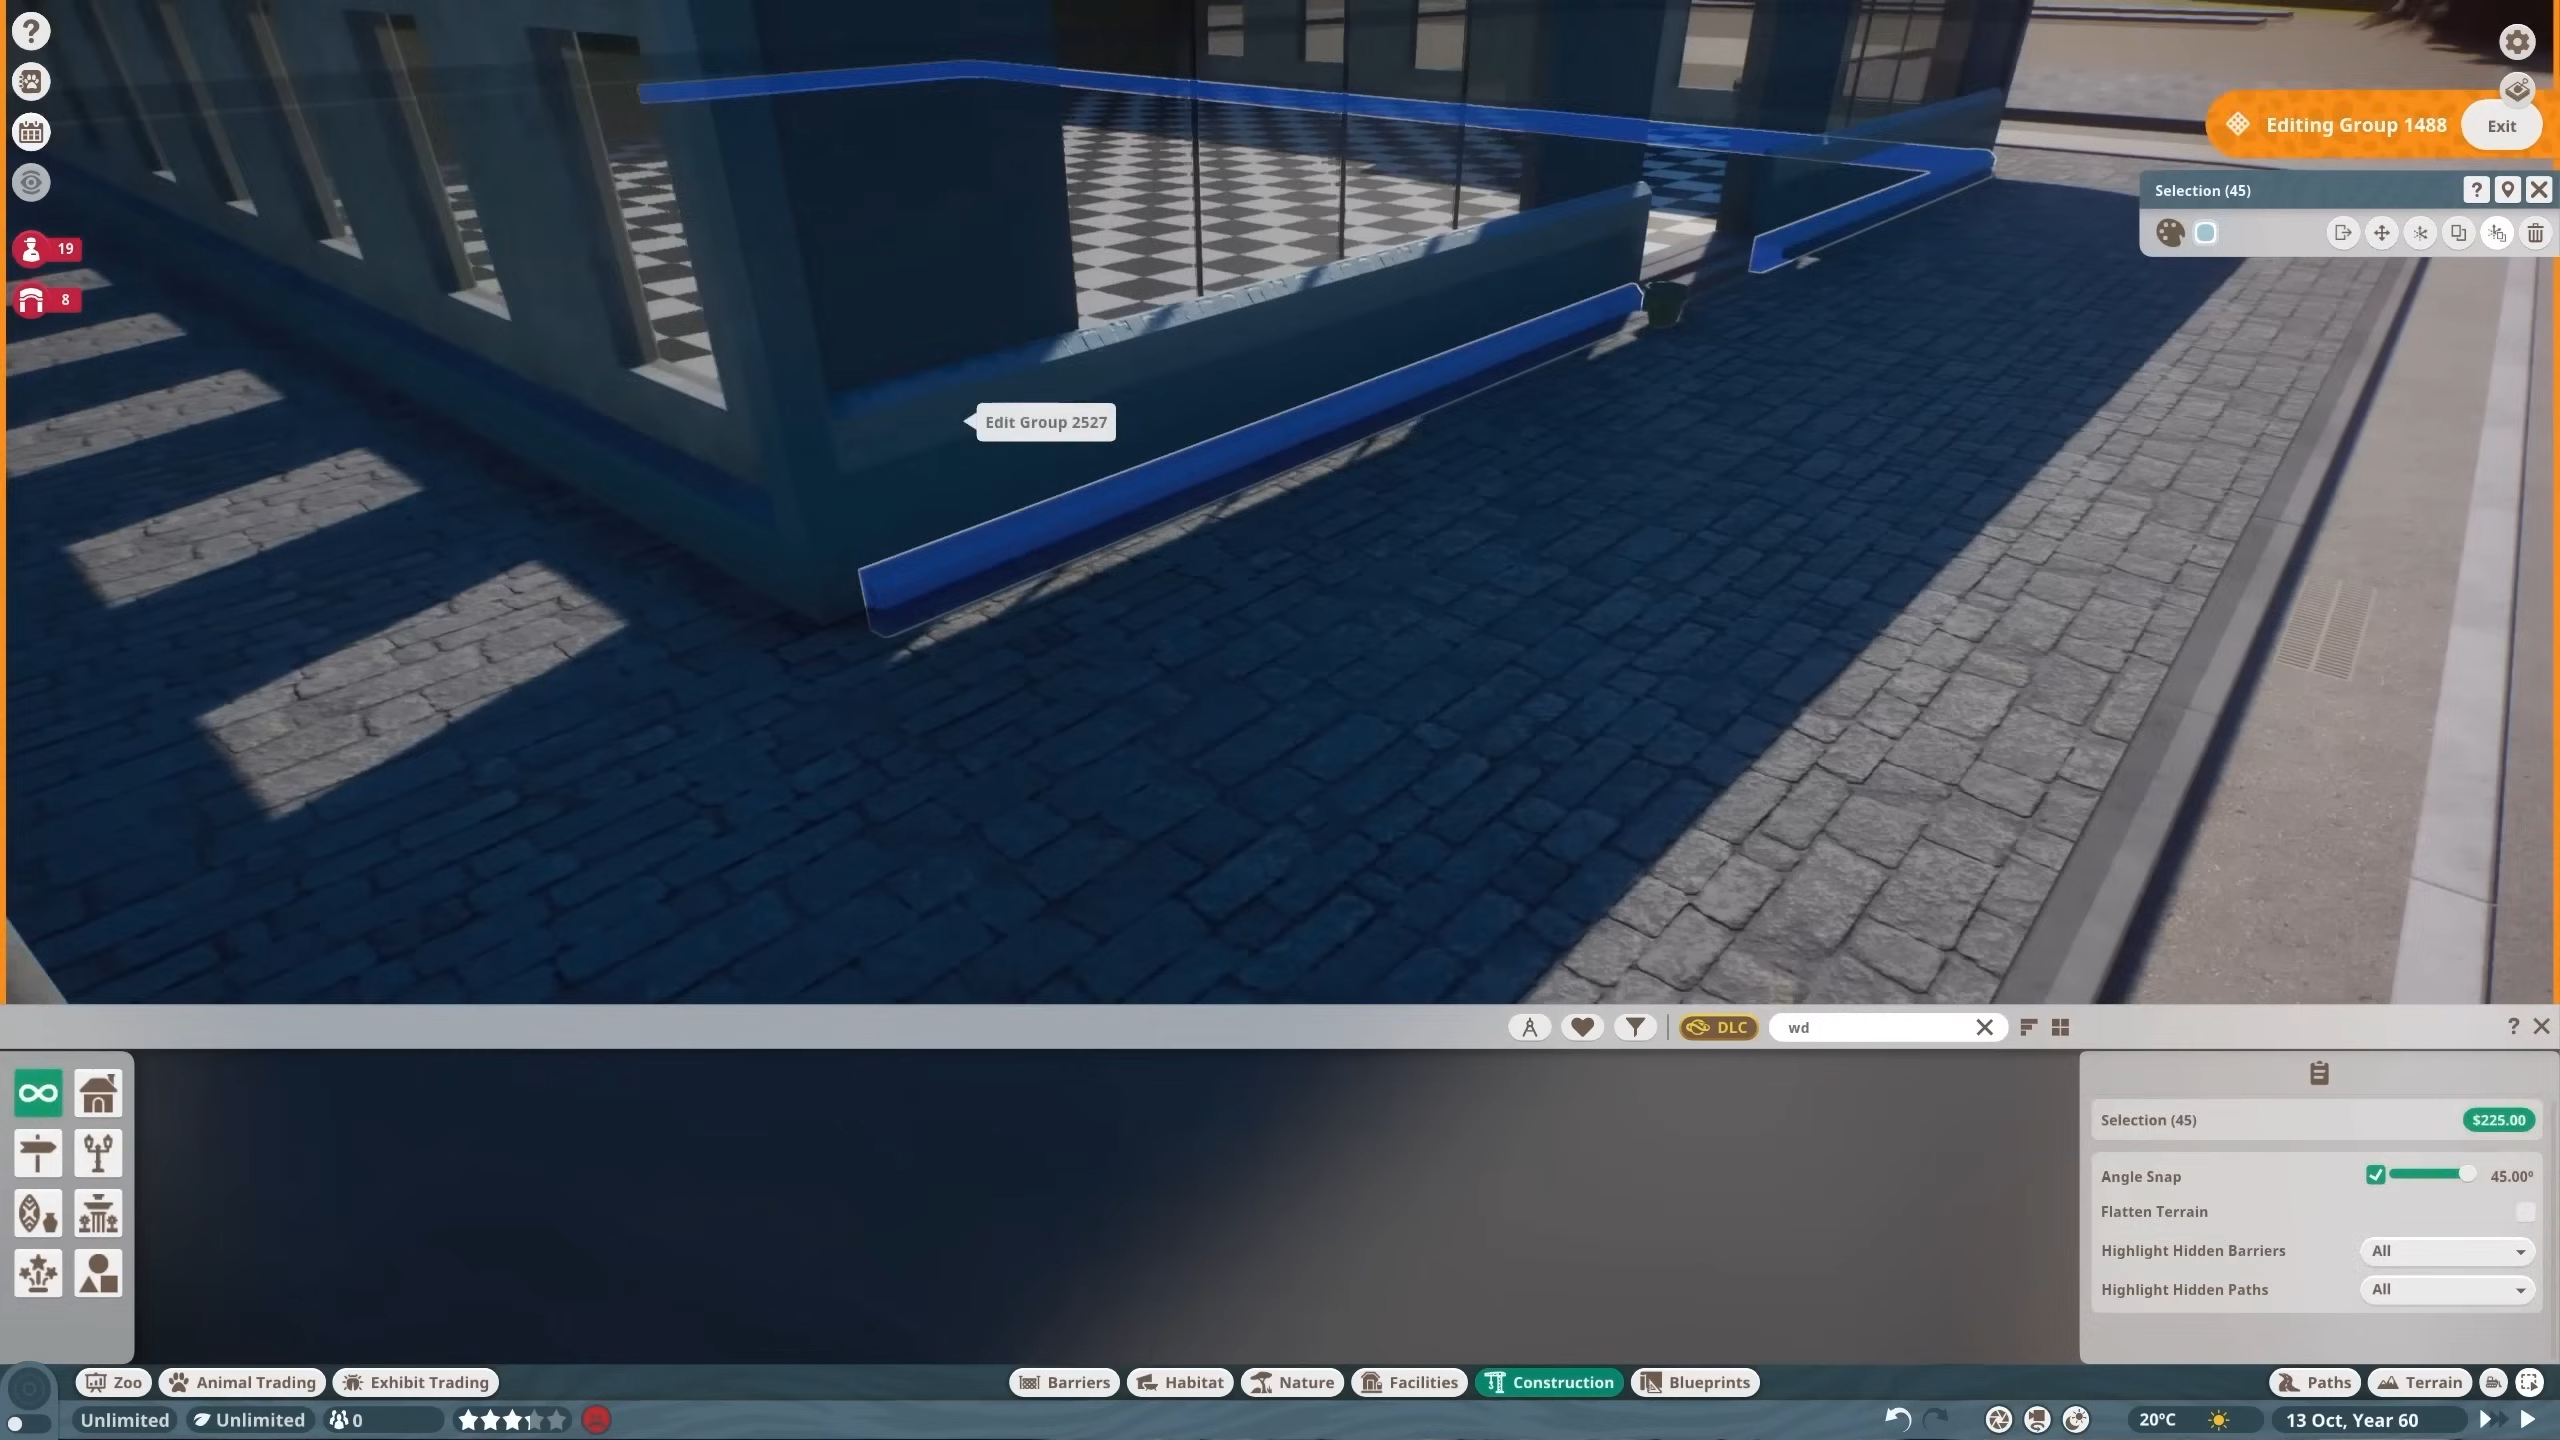 Editing Group 1488
Exit
Selection (45)
?
19
8
Edit Group 2527
DLC
wd
?
Selection (45)
$225.00
Angle Snap
45.00°
Flatten Terrain
Highlight Hidden Barriers
All
Highlight Hidden Paths
All
Zoo
Animal Trading
Exhibit Trading
Barriers
Habitat
Nature
Facilities
Construction
Blueprints
Paths
Terrain
Unlimited
Unlimited
0
20°C
13 Oct, Year 60